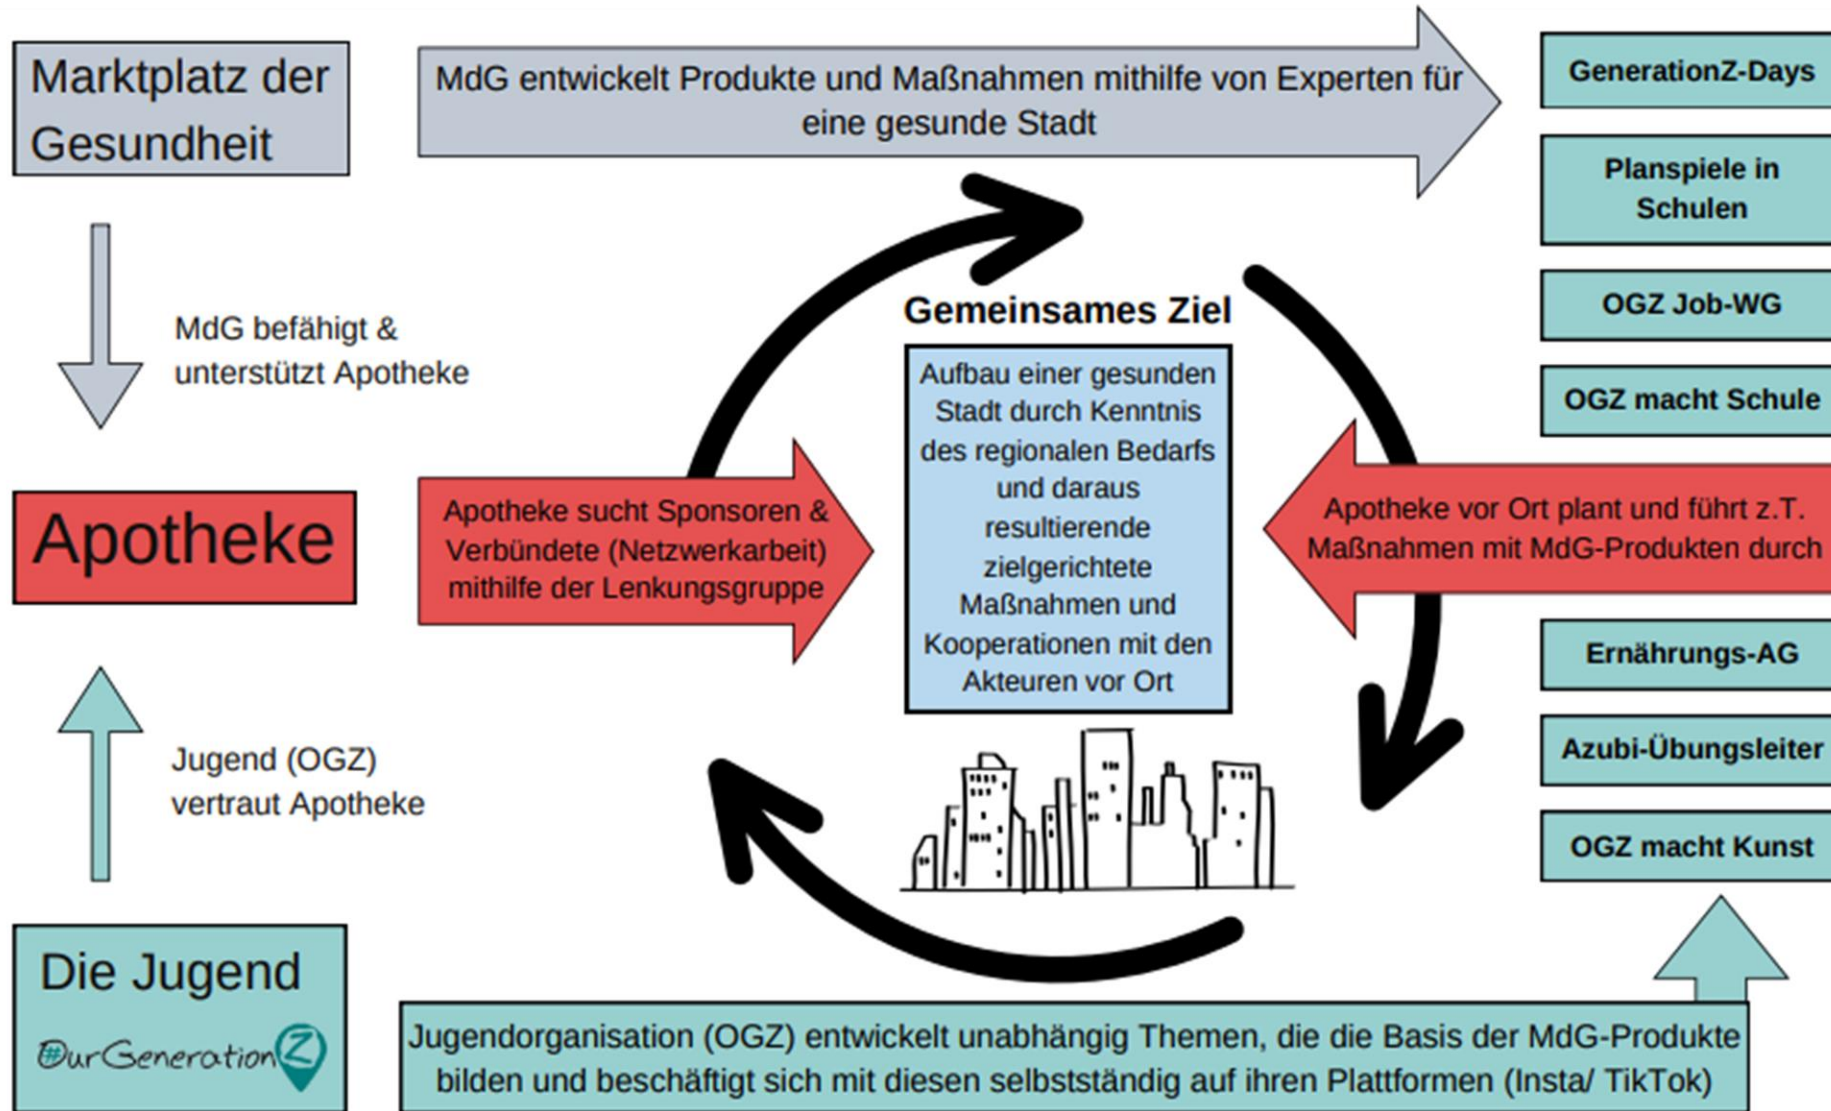 Marktplatz der
Gesundheit
MdG entwickelt Produkte und Maßnahmen mithilfe von Experten für
eine gesunde Stadt
GenerationZ-Days
Planspiele in
Schulen
OGZ Job-WG
OGZ macht Schule
MdG befähigt &
unterstützt Apotheke
Gemeinsames Ziel
Aufbau einer gesunden
Stadt durch Kenntnis
des regionalen Bedarfs
und daraus
resultierende
zielgerichtete
Maßnahmen und
Kooperationen mit den
Akteuren vor Ort
Apotheke
Apotheke sucht Sponsoren &
Verbündete (Netzwerkarbeit)
mithilfe der Lenkungsgruppe
Apotheke vor Ort plant und führt z.T.
Maßnahmen mit MdG-Produkten durch
Ernährungs-AG
Azubi-Übungsleiter
OGZ macht Kunst
Jugend (OGZ)
vertraut Apotheke
Die Jugend
#OurGenerationZ
Jugendorganisation (OGZ) entwickelt unabhängig Themen, die die Basis der MdG-Produkte
bilden und beschäftigt sich mit diesen selbstständig auf ihren Plattformen (Insta/ TikTok)